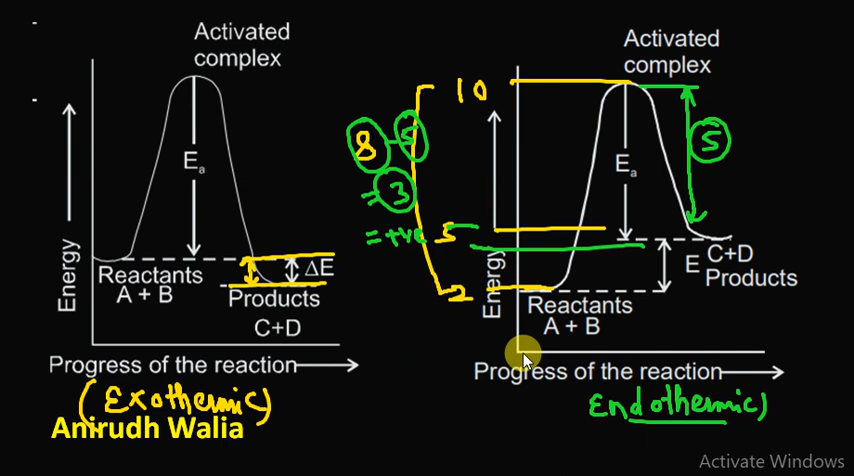 Activated
complex
Ea
Energy
ΔE
Reactants
A + B
Products
C+D
Progress of the reaction
(Exothermic)
Anirudh Walia
Activated
complex
10
8 - 5
= 3
= +ve
5
2
5
Ea
Energy
E
C+D
Products
Reactants
A + B
Progress of the reaction
Endothermic)
Activate Windows